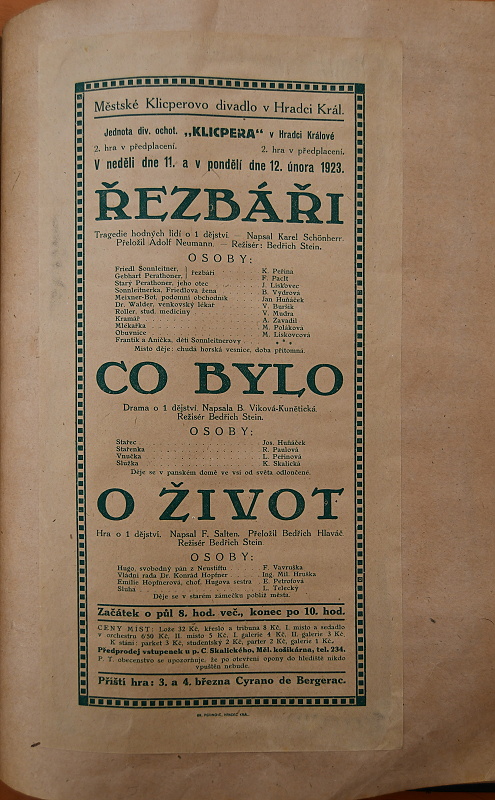 Městské Klicperovo divadlo v Hradci Král.
Jednota div. ochot. „KLICPERA“ v Hradci Králové
2. hra v předplacení. 2. hra v předplacení.
V neděli dne 11. a v pondělí dne 12. února 1923.
ŘEZBÁŘI
Tragedie hodných lidí o 1 dějství. — Napsal Karel Schönherr.
Přeložil Adolf Neumann. — Režisér: Bedřich Stein.
OSOBY:
Friedl Sonnleitner, } řezbáři K. Peřina
Gebhart Perathoner, F. Paclt
Starý Perathoner, jeho otec J. Liskovec
Sonnleitnerka, Friedlova žena B. Vydrová
Meixner-Bot, podomní obchodník Jan Huňáček
Dr. Walder, venkovský lékař V. Buršík
Roller, stud. medicíny V. Mudra
Kramář A. Zavadil
Mlékařka M. Poláková
Obuvnice M. Liskovcová
Frantík a Anička, děti Sonnleitnerovy * * *
Místo děje: chudá horská vesnice, doba přítomná.
CO BYLO
Drama o 1 dějství. Napsala B. Viková-Kunětická.
Režisér Bedřich Stein.
OSOBY:
Stařec Jos. Huňáček
Stařenka R. Paulová
Vnučka L. Peřinová
Služka K. Skalická
Děje se v panském domě ve vsi od světa odloučené.
O ŽIVOT
Hra o 1 dějství. Napsal F. Salten. Přeložil Bedřich Hlaváč.
Režisér Bedřich Stein
OSOBY:
Hugo, svobodný pán z Neustiftu F. Vavruška
Vládní rada Dr. Konrád Hopfner Ing. Mil. Hruška
Emilie Hopfnerová, choť, Hugova sestra E. Petrofová
Sluha L. Telecký
Děje se v starém zámečku poblíž města.
Začátek o půl 8. hod. več., konec po 10. hod.
CENY MÍST: Lože 32 Kč, křeslo a tribuna 8 Kč, I. místo a sedadlo
v orchestru 6·50 Kč, II. místo 5 Kč, I. galerie 4 Kč, II. galerie 3 Kč,
K stání: parket 3 Kč, studentský 2 Kč, parter 2 Kč, galerie 1 Kč.
Předprodej vstupenek u p. C. Skalického, Měl. košikárna, tel. 234.
P. T. obecenstvo se upozorňuje, že po otevření opony do hlediště nikdo
vpuštěn nebude.
Příští hra: 3. a 4. března Cyrano de Bergerac.